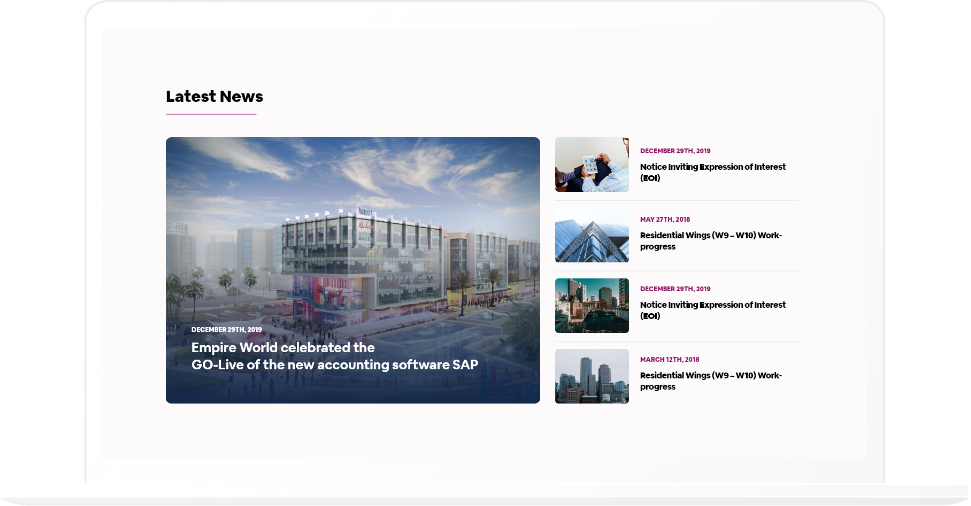 Latest News
DECEMBER 29TH, 2019
Empire World celebrated the
GO-Live of the new accounting software SAP
DECEMBER 29TH, 2019
Notice Inviting Expression of Interest
(EOI)
MAY 27TH, 2018
Residential Wings (W9 – W10) Work-
progress
DECEMBER 29TH, 2019
Notice Inviting Expression of Interest
(EOI)
MARCH 12TH, 2018
Residential Wings (W9 – W10) Work-
progress